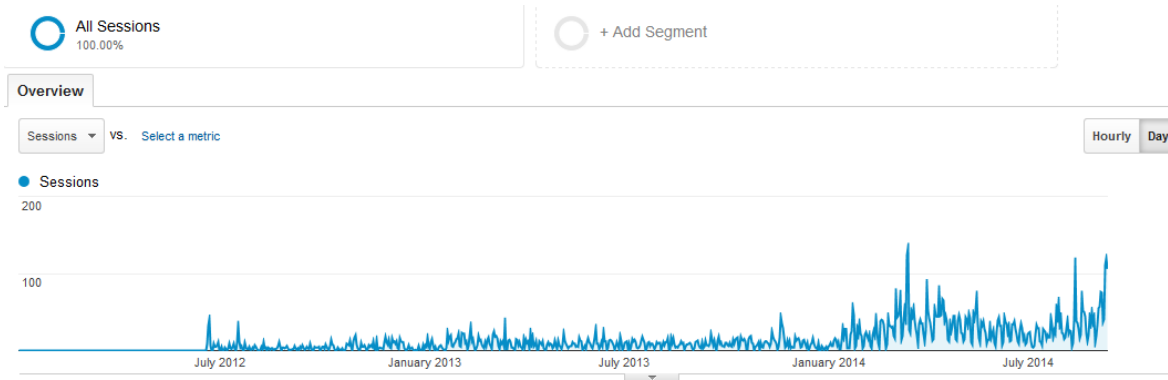 All Sessions
100.00%
+ Add Segment
Overview
Sessions VS. Select a metric
Hourly Day
Sessions
200
100
July 2012 January 2013 July 2013 January 2014 July 2014